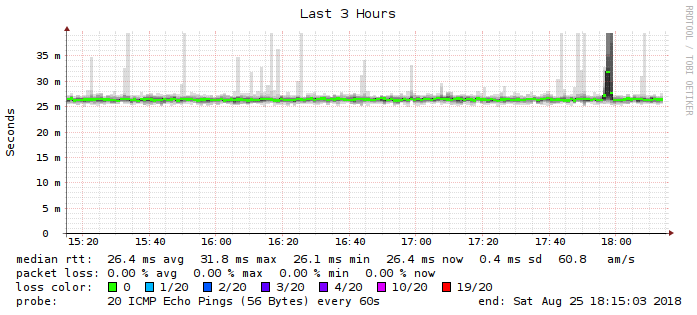 Last 3 Hours
RRDTOOL / TOBI OETIKER
Seconds
35 m
30 m
25 m
20 m
15 m
10 m
5 m
0
15:20 15:40 16:00 16:20 16:40 17:00 17:20 17:40 18:00
median rtt: 26.4 ms avg 31.8 ms max 26.1 ms min 26.4 ms now 0.4 ms sd 60.8 am/s
packet loss: 0.00 % avg 0.00 % max 0.00 % min 0.00 % now
loss color: 0 1/20 2/20 3/20 4/20 10/20 19/20
probe: 20 ICMP Echo Pings (56 Bytes) every 60s end: Sat Aug 25 18:15:03 2018